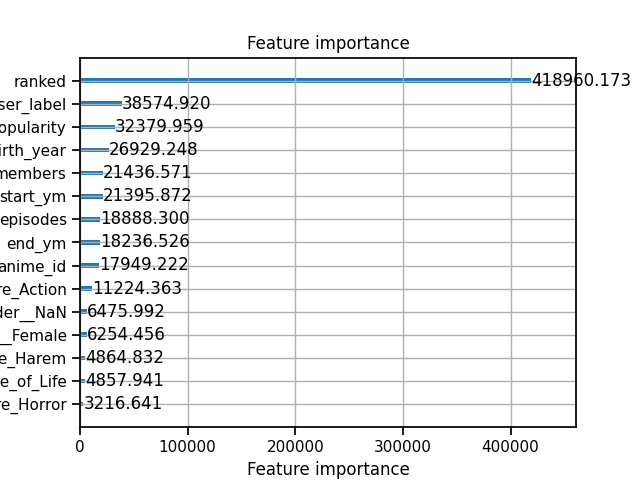 Feature importance
ranked 418960.173
ser_label 38574.920
opularity 32379.959
irth_year 26929.248
members 21436.571
start_ym 21395.872
episodes 18888.300
end_ym 18236.526
anime_id 17949.222
re_Action 11224.363
der__NaN 6475.992
__Female 6254.456
e_Harem 4864.832
e_of_Life 4857.941
re_Horror 3216.641
0 100000 200000 300000 400000
Feature importance